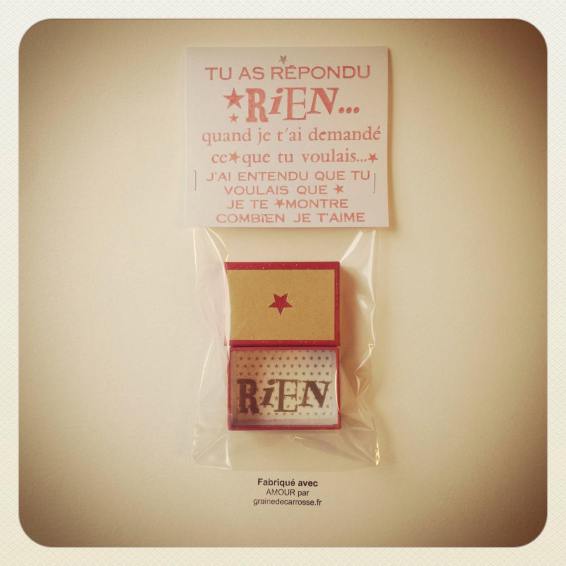 TU AS RÉPONDU
RiEN...
quand je t'ai demandé
ce que tu voulais...
J'AI ENTENDU QUE TU
VOULAIS QUE
JE TE MONTRE
COMBiEN JE T'AIME
RiEN
Fabriqué avec
AMOUR par
grainedecarrosse.fr